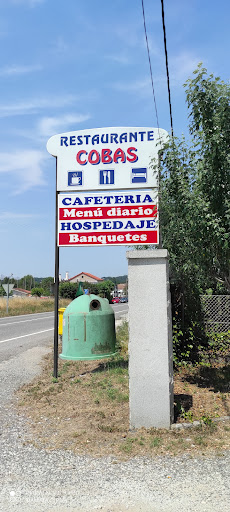 RESTAURANTE
COBAS
CAFETERIA
Menú diario
HOSPEDAJE
Banquetes